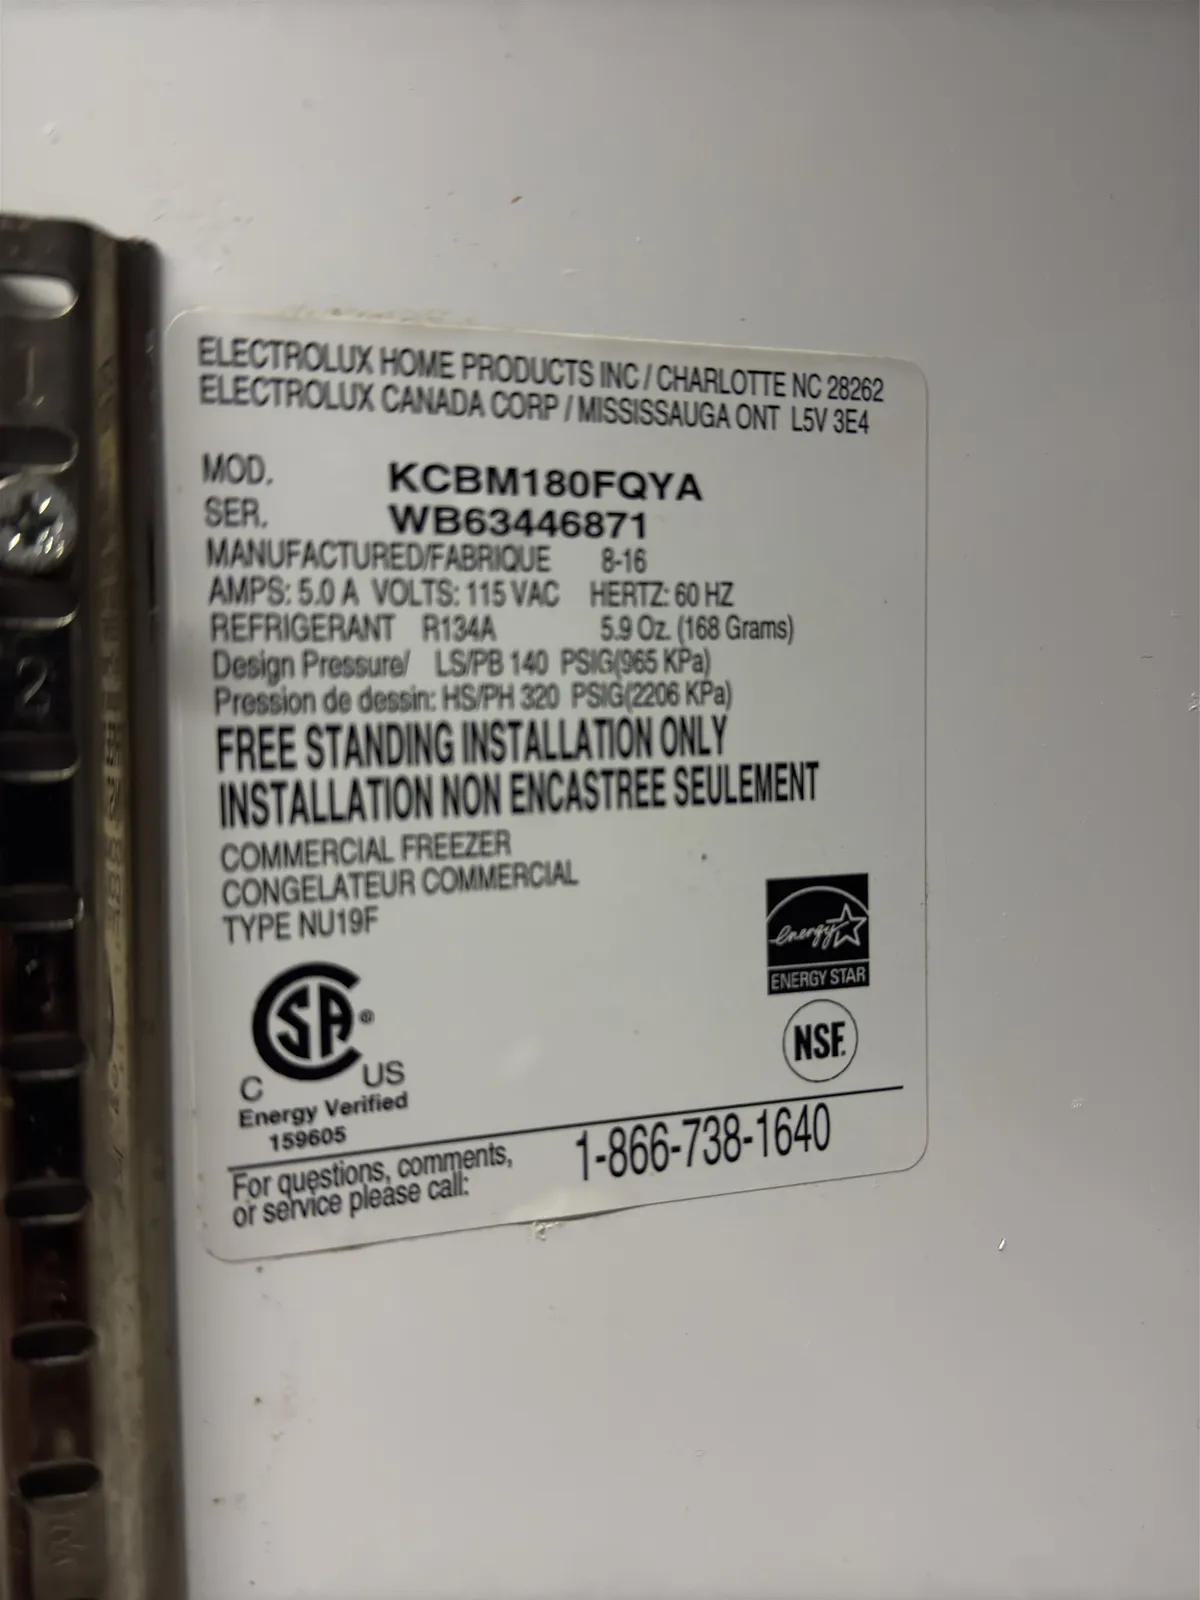 ELECTROLUX HOME PRODUCTS INC / CHARLOTTE NC 28262
ELECTROLUX CANADA CORP / MISSISSAUGA ONT L5V 3E4
MOD. KCBM180FQYA
SER. WB63446871
MANUFACTURED/FABRIQUE 8-16
AMPS: 5.0 A VOLTS: 115 VAC HERTZ: 60 HZ
REFRIGERANT R134A 5.9 Oz. (168 Grams)
Design Pressure/ LS/PB 140 PSIG(965 KPa)
Pression de dessin: HS/PH 320 PSIG(2206 KPa)
FREE STANDING INSTALLATION ONLY
INSTALLATION NON ENCASTREE SEULEMENT
COMMERCIAL FREEZER
CONGELATEUR COMMERCIAL
TYPE NU19F
energy
ENERGY STAR
CSA ®
C US
NSF.
Energy Verified
159605
For questions, comments,
or service please call:
1-866-738-1640
1
2